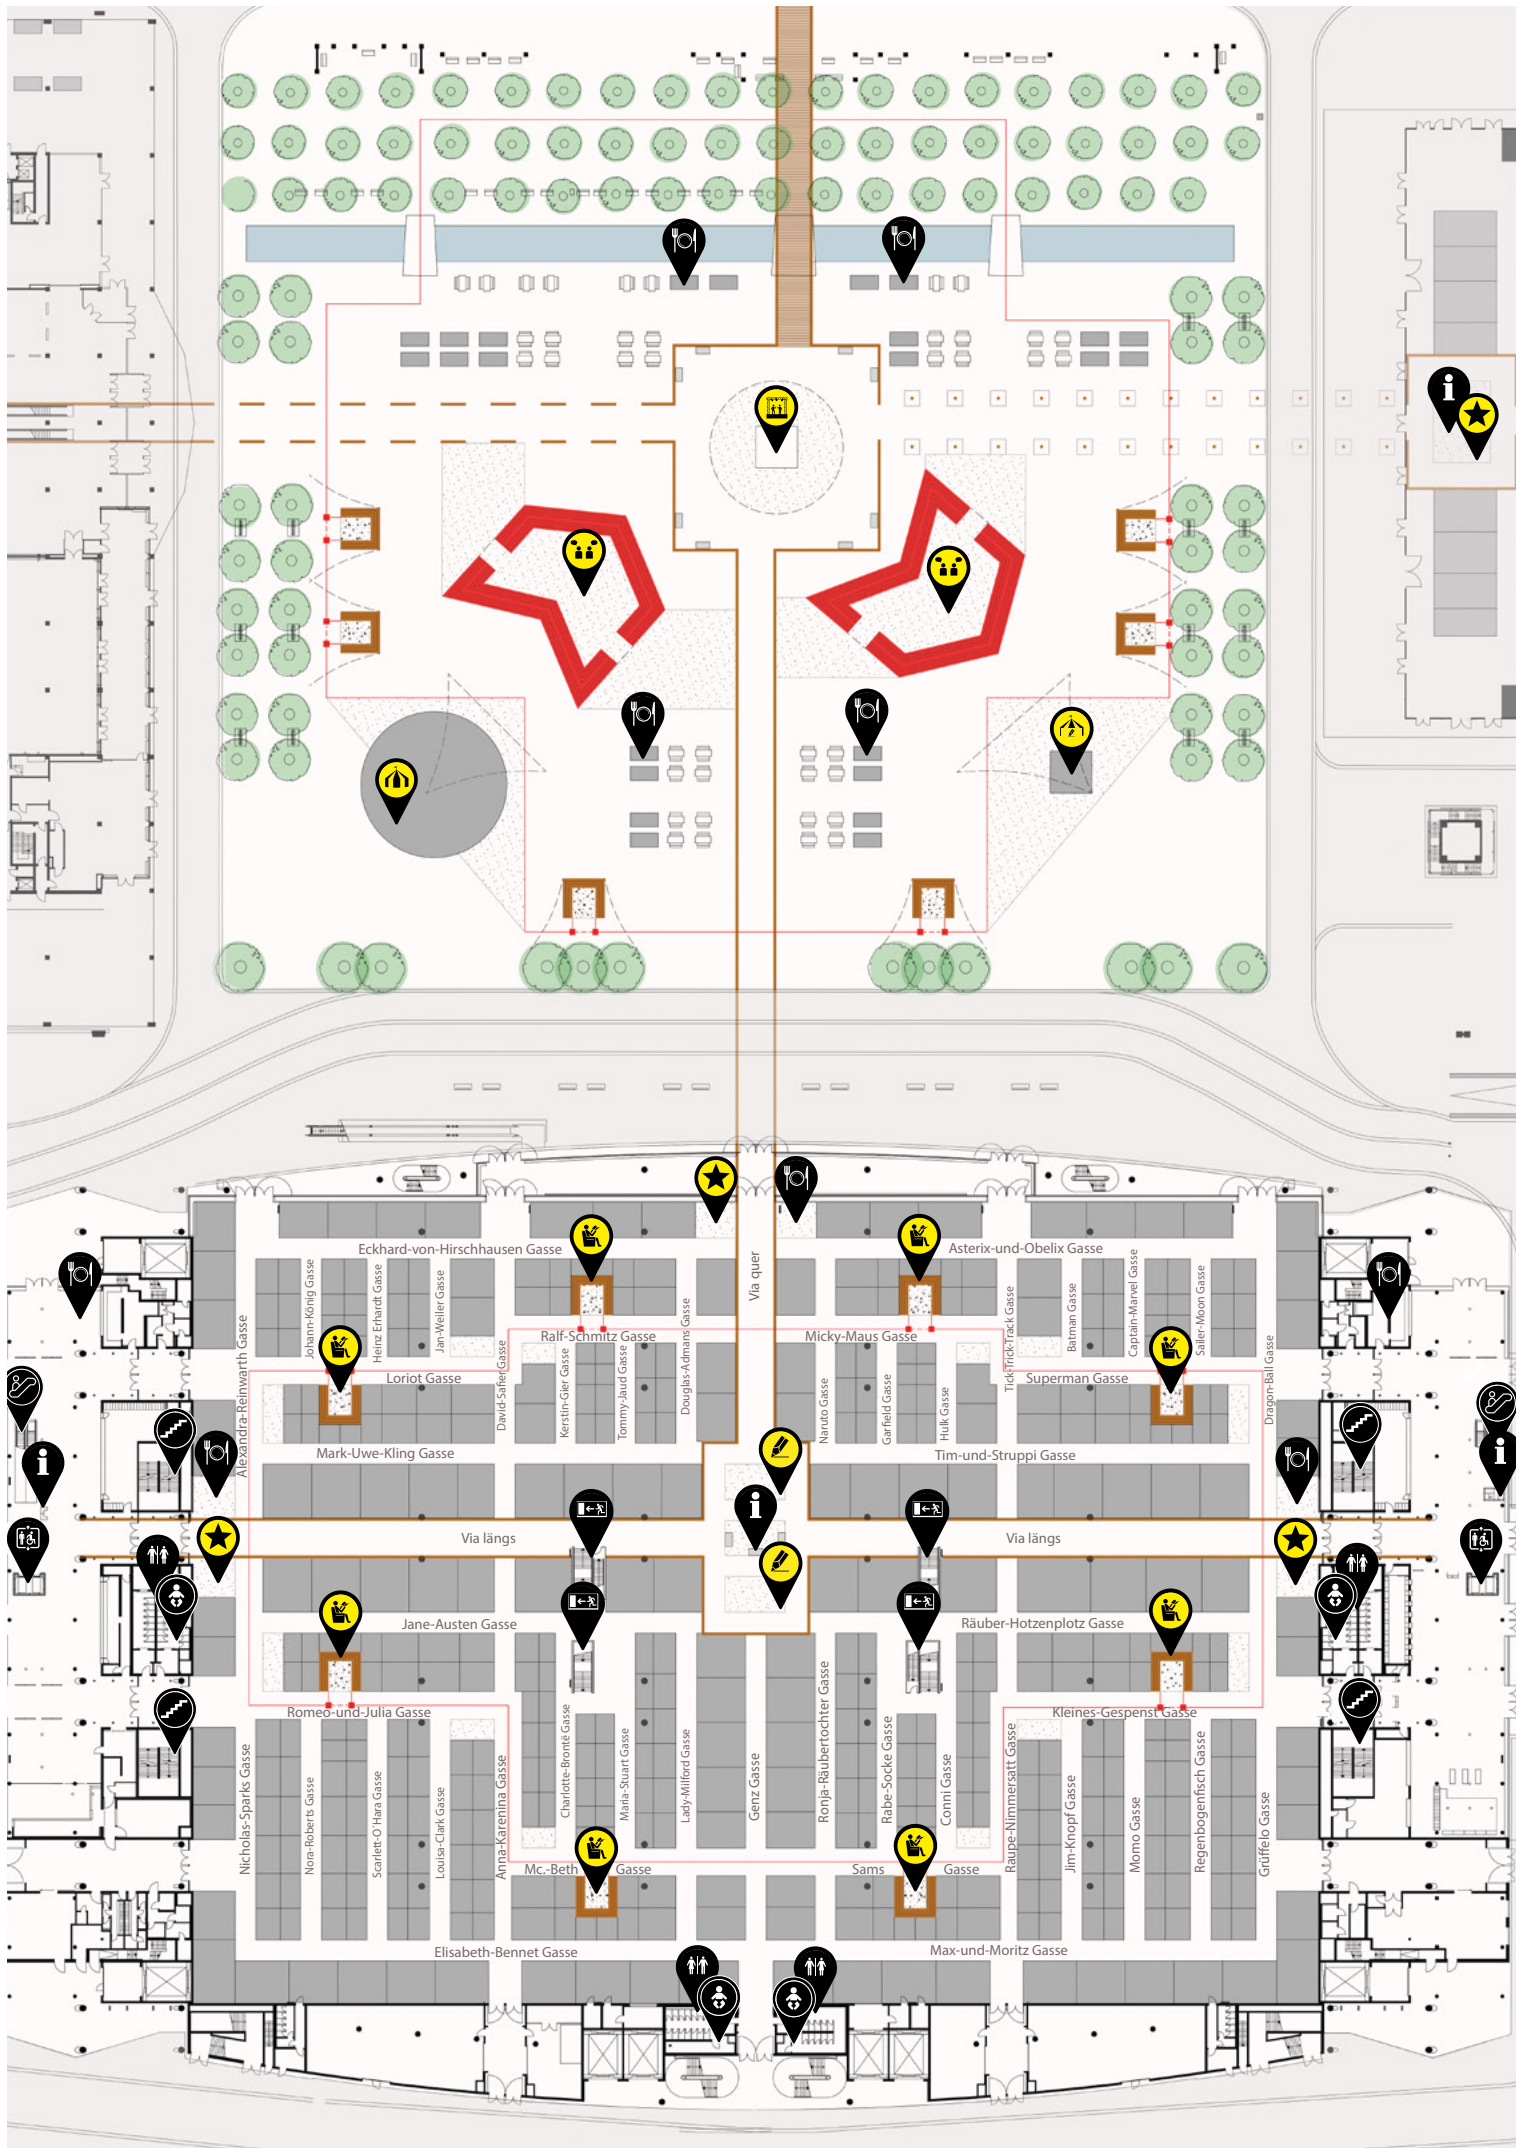 Eckhard-von-Hirschhausen Gasse
Asterix-und-Obelix Gasse
Via quer
Johann-König Gasse
Heinz Erhardt Gasse
Jan-Weiler Gasse
Captain-Marvel Gasse
Batman Gasse
Sailer-Moon Gasse
Tick-Trick-Track Gasse
Douglas-Admans Gasse
Alexandra-Reinwarth Gasse
Ralf-Schmitz Gasse
Micky-Maus Gasse
David-Safier Gasse
Kerstin-Gier Gasse
Tommy-Jaud Gasse
Dragon-Ball Gasse
Loriot Gasse
Superman Gasse
Naruto Gasse
Garfield Gasse
Hulk Gasse
Mark-Uwe-Kling Gasse
Tim-und-Struppi Gasse
Via längs
Via längs
Jane-Austen Gasse
Räuber-Hotzenplotz Gasse
Romeo-und-Julia Gasse
Kleines-Gespenst Gasse
Nicholas-Sparks Gasse
Nora-Roberts Gasse
Scarlett-O'Hara Gasse
Louisa-Clark Gasse
Anna-Karenina Gasse
Charlotte-Brontë Gasse
Maria-Stuart Gasse
Lady-Milford Gasse
Genz Gasse
Ronja-Räubertochter Gasse
Rabe-Socke Gasse
Conni Gasse
Raupe-Nimmersatt Gasse
Jim-Knopf Gasse
Momo Gasse
Regenbogenfisch Gasse
Grüffelo Gasse
Mc.-Beth Gasse
Sams Gasse
Elisabeth-Bennet Gasse
Max-und-Moritz Gasse